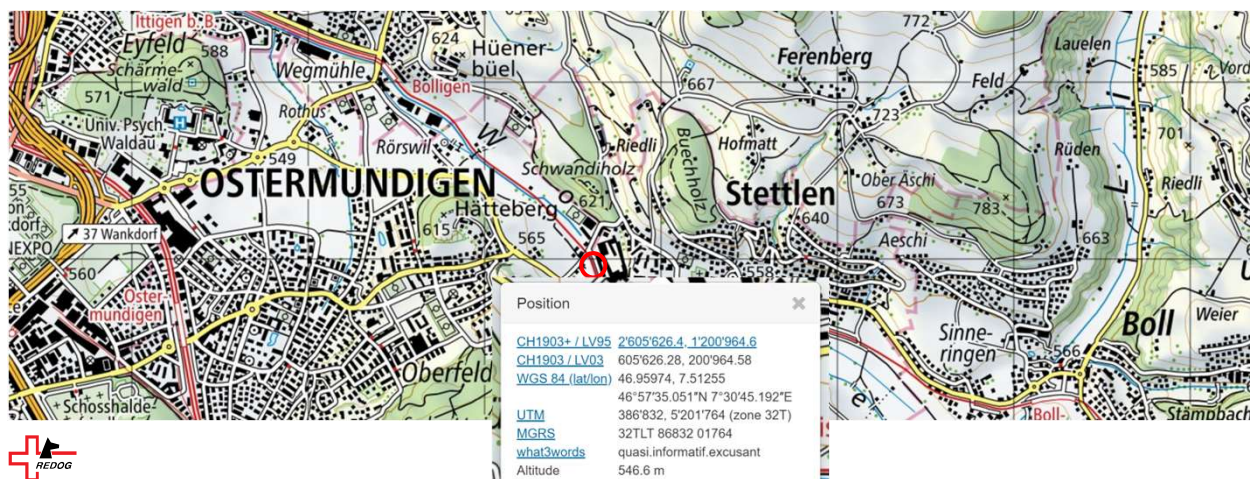 Ittigen b. B.
Eyfeld
588
Schärme-
wald
571
Univ. Psych.
Waldau
H
549
Wegmühle
Rothus
Rörswil
624
Hüener-
büel
Bolligen
W
o
Riedli
Schwandiholz
621
667
Buechholz
Hofmatt
Ferenberg
772
Feld
723
Lauelen
585
701
Rüden
Riedli
OSTERMUNDIGEN
Hätteberg
615
565
Stettlen
640
Ober Aschi
673
783
Aeschi
663
558
37 Wankdorf
560
Oster-
mundigen
Oberfeld
Schosshalde-
Sinne-
ringen
566
Boll
Weier
Boll-
Stämpbach
Position
CH1903+ / LV95 2'605'626.4, 1'200'964.6
CH1903 / LV03 605'626.28, 200'964.58
WGS 84 (lat/lon) 46.95974, 7.51255
46°57'35.051"N 7°30'45.192"E
UTM 386'832, 5'201'764 (zone 32T)
MGRS 32TLT 86832 01764
what3words quasi.informatif.excusant
Altitude 546.6 m
REDOG